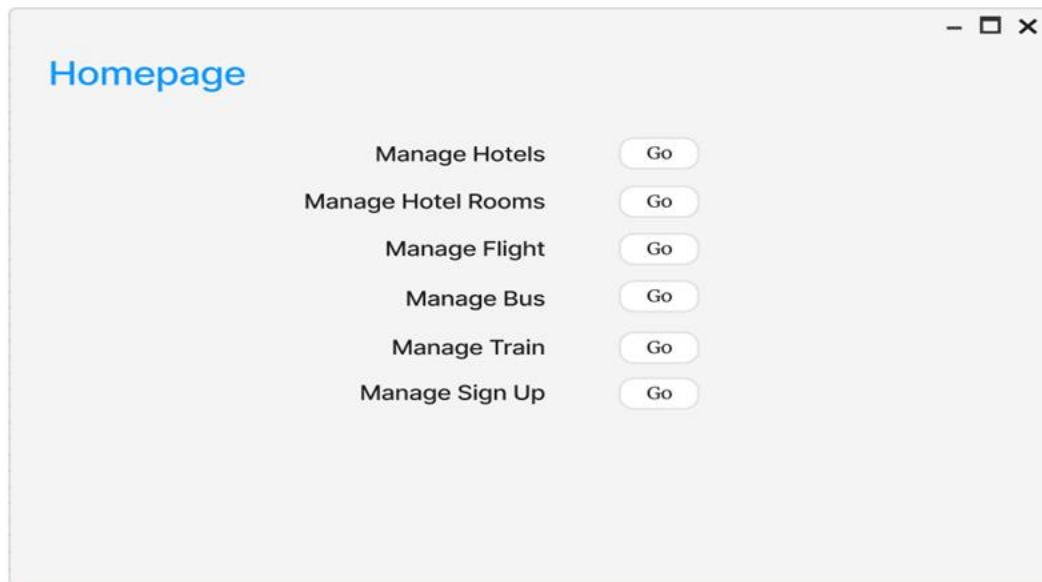 Homepage
Manage Hotels Go
Manage Hotel Rooms Go
Manage Flight Go
Manage Bus Go
Manage Train Go
Manage Sign Up Go